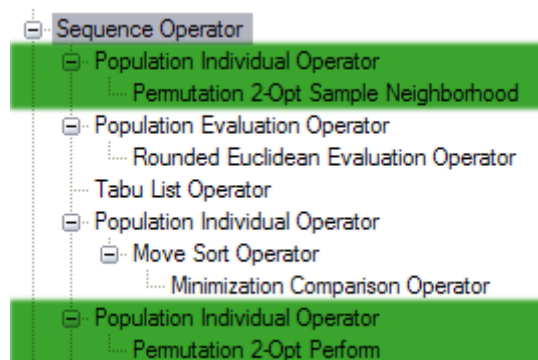 Sequence Operator
Population Individual Operator
Permutation 2-Opt Sample Neighborhood
Population Evaluation Operator
Rounded Euclidean Evaluation Operator
Tabu List Operator
Population Individual Operator
Move Sort Operator
Minimization Comparison Operator
Population Individual Operator
Permutation 2-Opt Perform